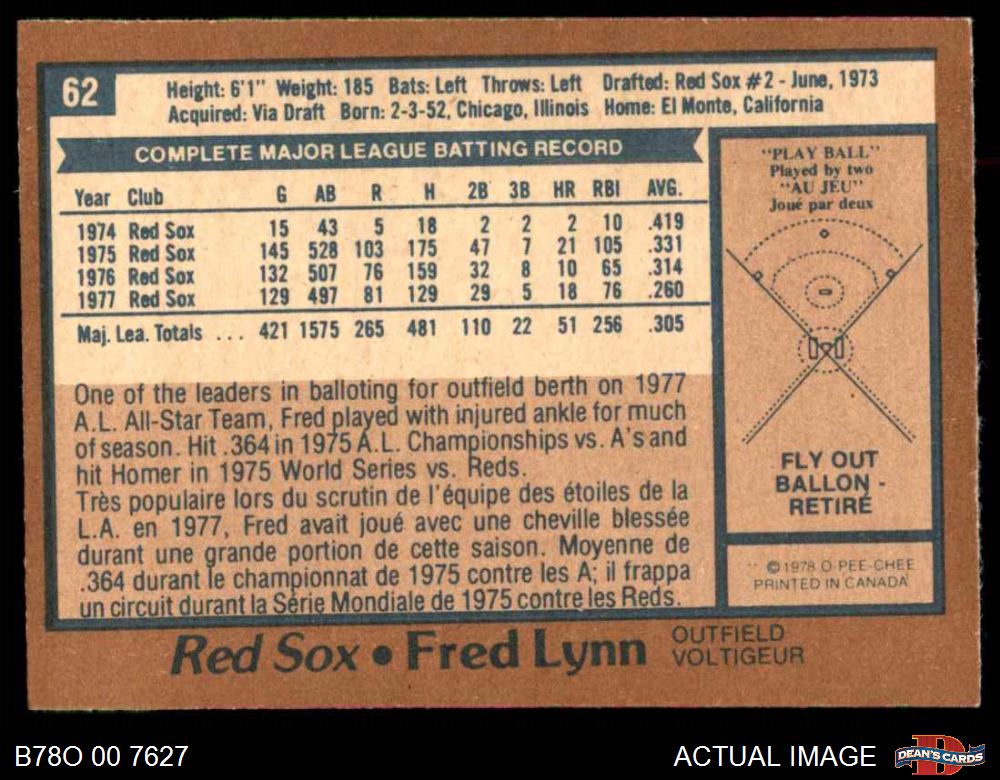 62
Height: 6'1" Weight: 185 Bats: Left Throws: Left Drafted: Red Sox #2 - June, 1973
Acquired: Via Draft Born: 2-3-52, Chicago, Illinois Home: El Monte, California
COMPLETE MAJOR LEAGUE BATTING RECORD
Year Club G AB R H 2B 3B HR RBI AVG.
1974 Red Sox 15 43 5 18 2 2 2 10 .419
1975 Red Sox 145 528 103 175 47 7 21 105 .331
1976 Red Sox 132 507 76 159 32 8 10 65 .314
1977 Red Sox 129 497 81 129 29 5 18 76 .260
Maj. Lea. Totals ... 421 1575 265 481 110 22 51 256 .305
One of the leaders in balloting for outfield berth on 1977
A.L. All-Star Team, Fred played with injured ankle for much
of season. Hit .364 in 1975 A.L. Championships vs. A's and
hit Homer in 1975 World Series vs. Reds.
Très populaire lors du scrutin de l'équipe des étoiles de la
L.A. en 1977, Fred avait joué avec une cheville blessée
durant une grande portion de cette saison. Moyenne de
.364 durant le championnat de 1975 contre les A; il frappa
un circuit durant la Série Mondiale de 1975 contre les Reds.
"PLAY BALL"
Played by two
"AU JEU"
Joué par deux
FLY OUT
BALLON -
RETIRÉ
©1978 O-PEE-CHEE
PRINTED IN CANADA
Red Sox • Fred Lynn
OUTFIELD
VOLTIGEUR
B78O 00 7627
ACTUAL IMAGE
DEAN'S CARDS